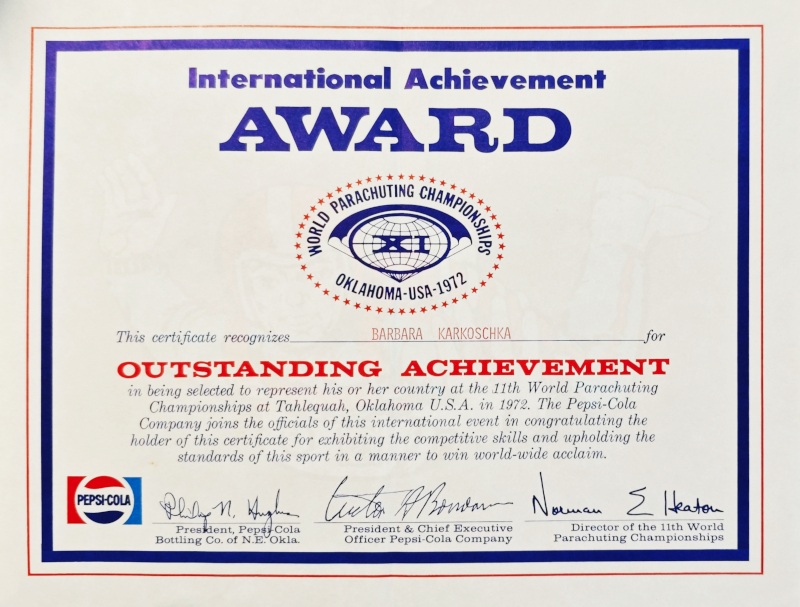 International Achievement
AWARD
WORLD PARACHUTING CHAMPIONSHIPS
XI
OKLAHOMA-USA-1972
This certificate recognizes BARBARA KARKOSCHKA for
OUTSTANDING ACHIEVEMENT
in being selected to represent his or her country at the 11th World Parachuting
Championships at Tahlequah, Oklahoma U.S.A. in 1972. The Pepsi-Cola
Company joins the officials of this international event in congratulating the
holder of this certificate for exhibiting the competitive skills and upholding the
standards of this sport in a manner to win world-wide acclaim.
PEPSI-COLA
Philip N. Hughes
President, Pepsi-Cola
Bottling Co. of N.E. Okla.
Victor A Bonomo
President & Chief Executive
Officer Pepsi-Cola Company
Norman E Heaton
Director of the 11th World
Parachuting Championships